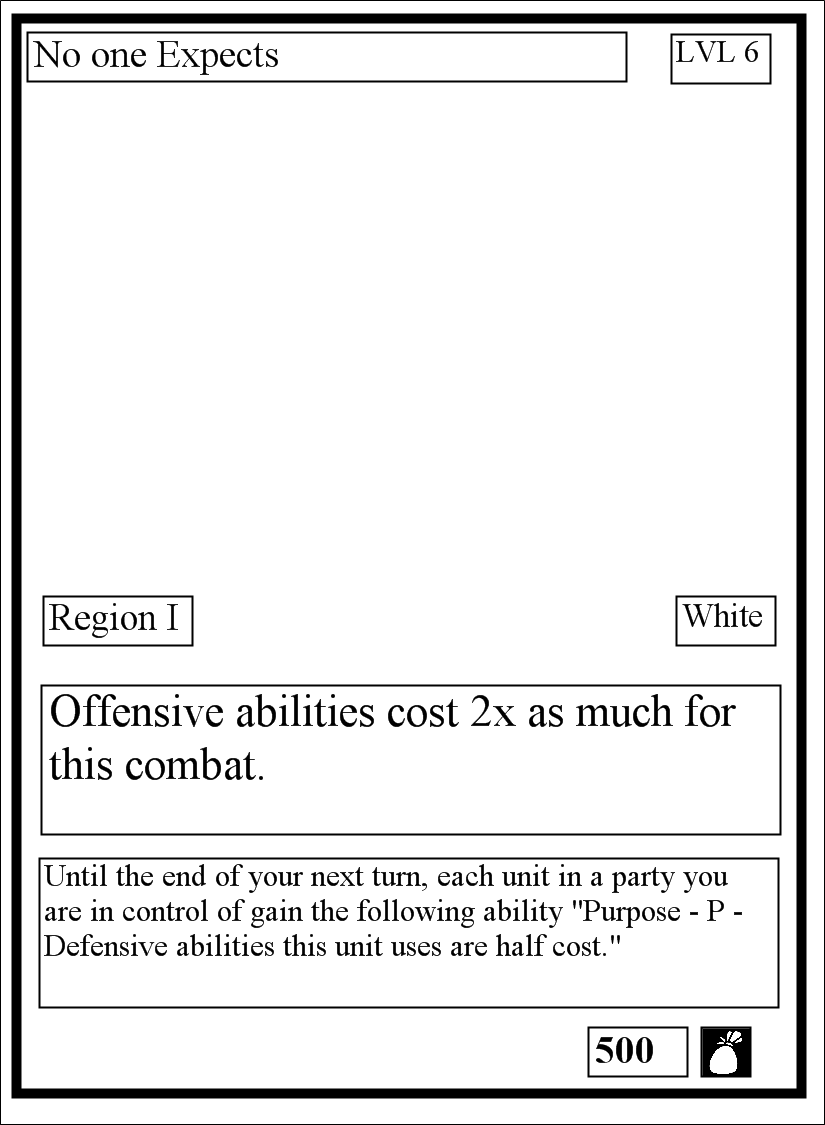 No one Expects
LVL 6
Region I
White
Offensive abilities cost 2x as much for
this combat.
Until the end of your next turn, each unit in a party you
are in control of gain the following ability "Purpose - P -
Defensive abilities this unit uses are half cost."
500